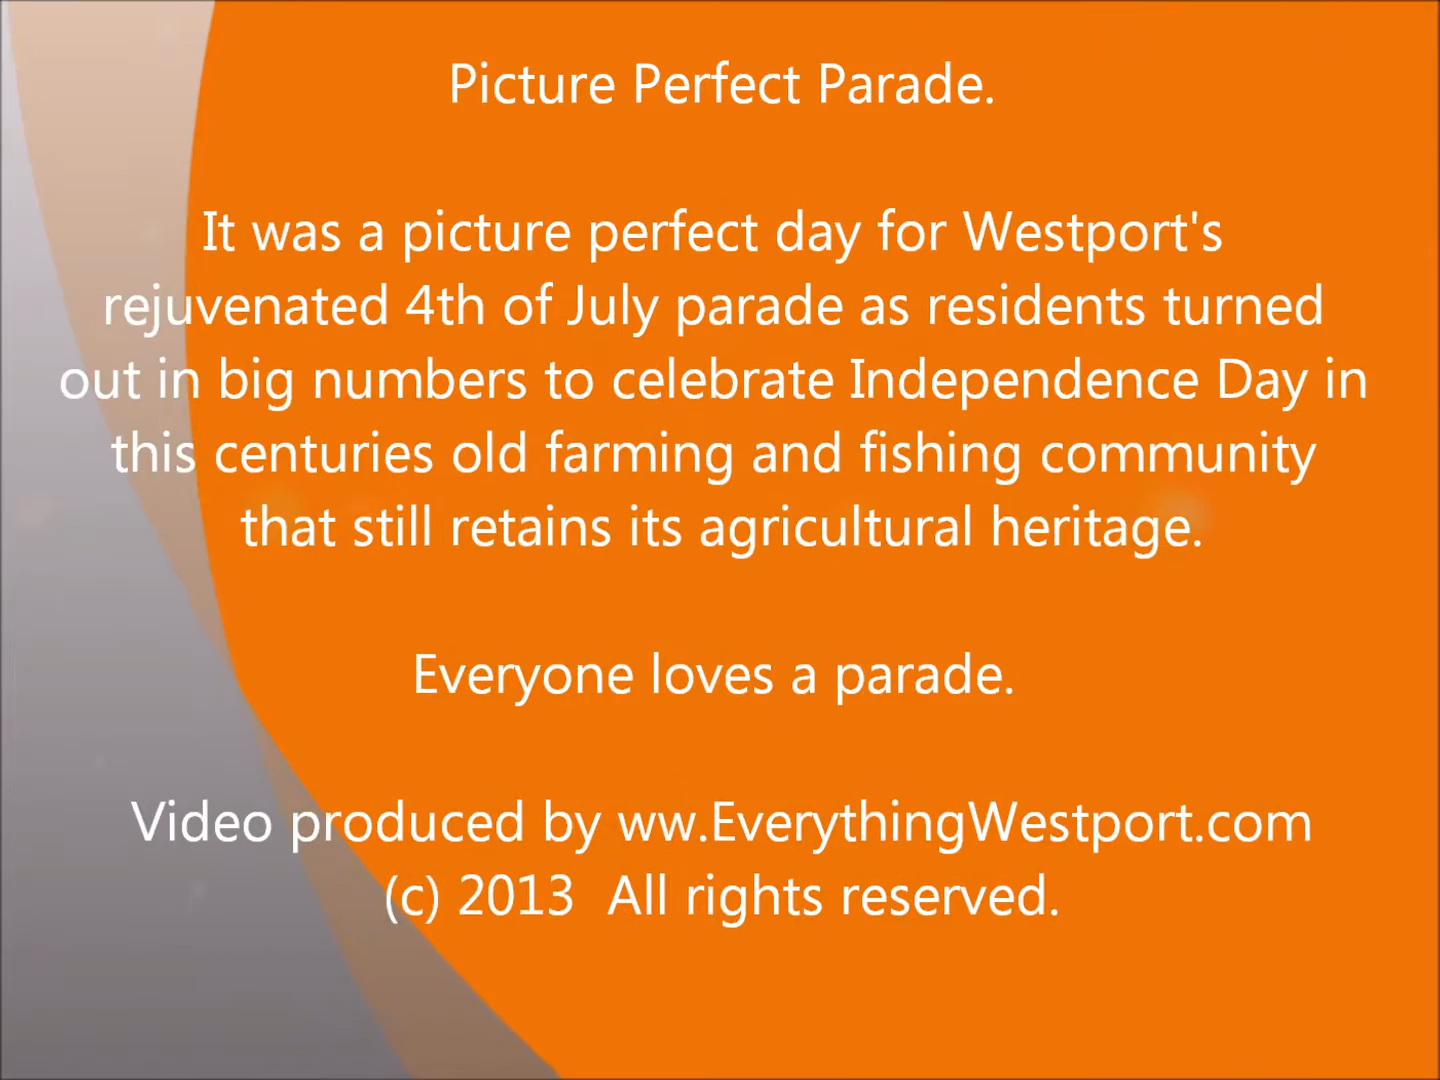 Picture Perfect Parade.
It was a picture perfect day for Westport's
rejuvenated 4th of July parade as residents turned
out in big numbers to celebrate Independence Day in
this centuries old farming and fishing community
that still retains its agricultural heritage.
Everyone loves a parade.
Video produced by ww.EverythingWestport.com
(c) 2013  All rights reserved.